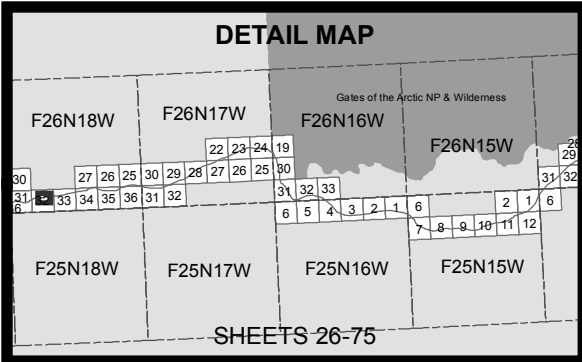 DETAIL MAP
Gates of the Arctic NP & Wilderness
F26N18W
F26N17W
F26N16W
F26N15W
22 23 24 19
28
29
30
27 26 25 30 29 28 27 26 25 30
31 32
31
33 34 35 36 31 32
31 32 33
6
6 5 4 3 2 1 6
2 1 6
7 8 9 10 11 12
F25N18W
F25N17W
F25N16W
F25N15W
SHEETS 26-75